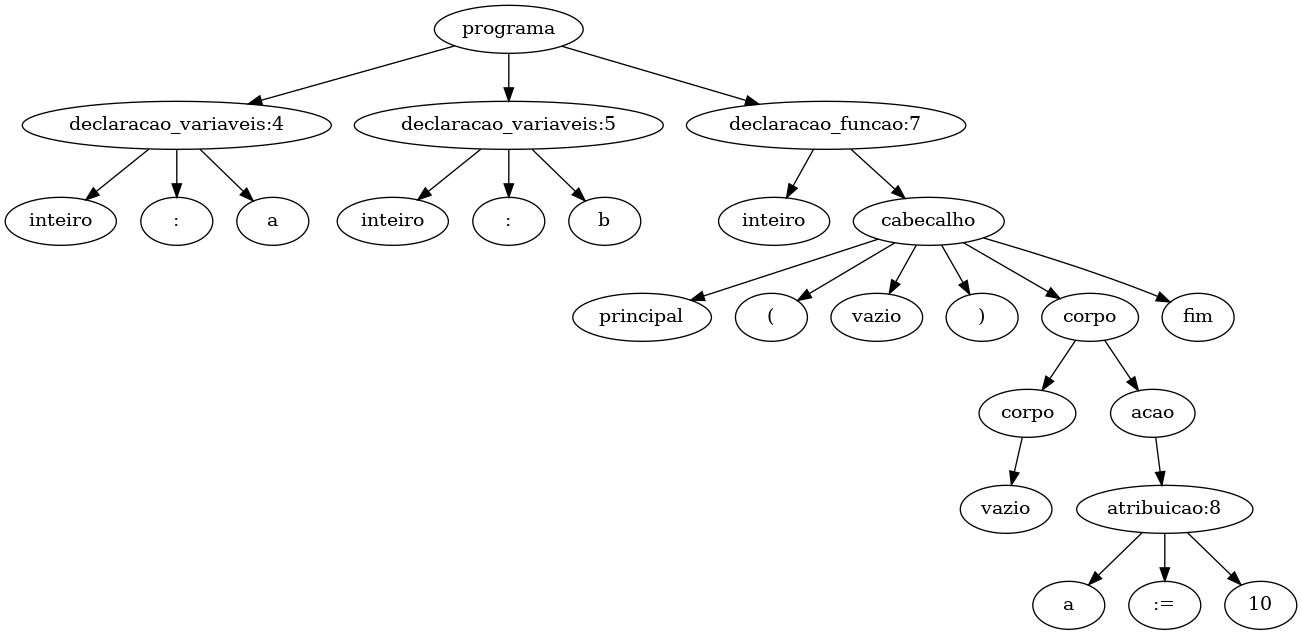 programa
declaracao_variaveis:4
declaracao_variaveis:5
declaracao_funcao:7
inteiro
:
a
inteiro
:
b
inteiro
cabecalho
principal
(
vazio
)
corpo
fim
corpo
acao
vazio
atribuicao:8
a
:=
10